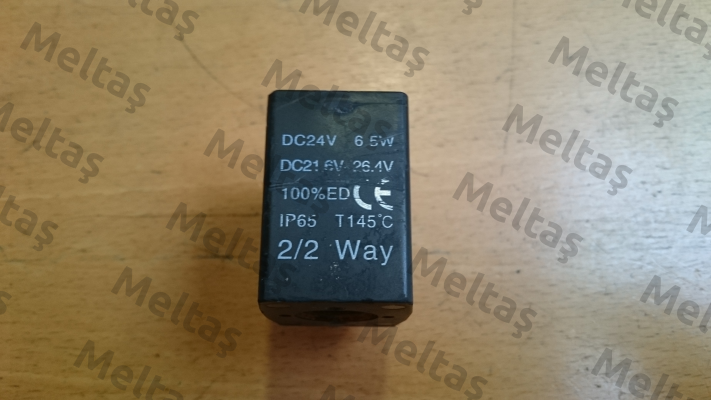 DC24V 6.5W
DC21.6V-26.4V
100%ED CE
IP65 T145°C
2/2 Way
Meltaş